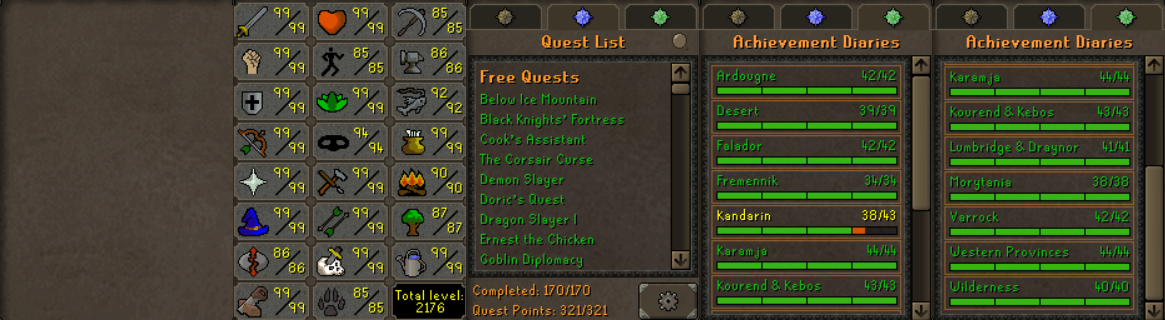 99/99 99/99 85/85
99/99 85/85 86/86
99/99 99/99 92/92
99/99 94/94 99/99
99/99 99/99 90/90
99/99 99/99 87/87
86/86 99/99 99/99
99/99 85/85 Total level:
2176
Quest List
Free Quests
Below Ice Mountain
Black Knights' Fortress
Cook's Assistant
The Corsair Curse
Demon Slayer
Doric's Quest
Dragon Slayer I
Ernest the Chicken
Goblin Diplomacy
Completed: 170/170
Quest Points: 321/321
Achievement Diaries
Ardougne 42/42
Desert 39/39
Falador 42/42
Fremennik 34/34
Kandarin 38/43
Karamja 44/44
Kourend & Kebos 43/43
Achievement Diaries
Karamja 44/44
Kourend & Kebos 43/43
Lumbridge & Draynor 41/41
Morytania 38/38
Varrock 42/42
Western Provinces 44/44
Wilderness 40/40